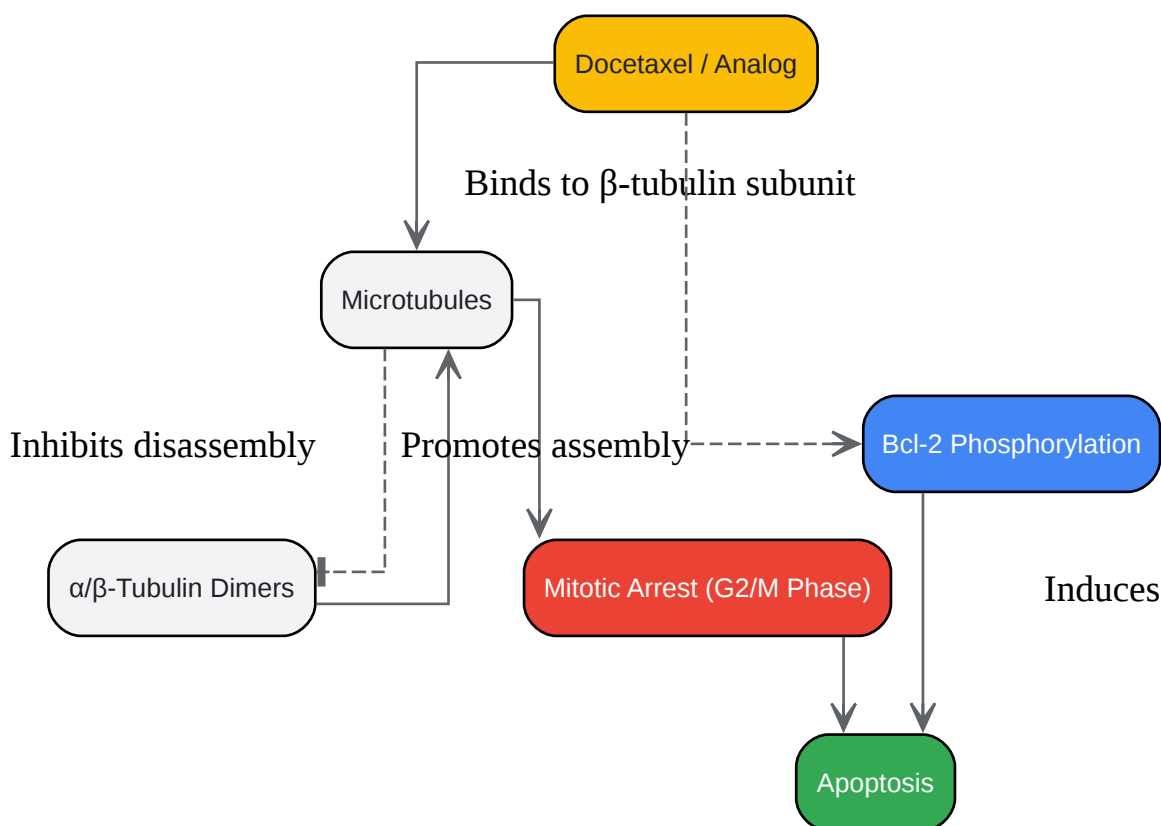 Docetaxel / Analog
Binds to β-tubulin subunit
Microtubules
Inhibits disassembly
Promotes assembly
Bcl-2 Phosphorylation
α/β-Tubulin Dimers
Mitotic Arrest (G2/M Phase)
Induces
Apoptosis